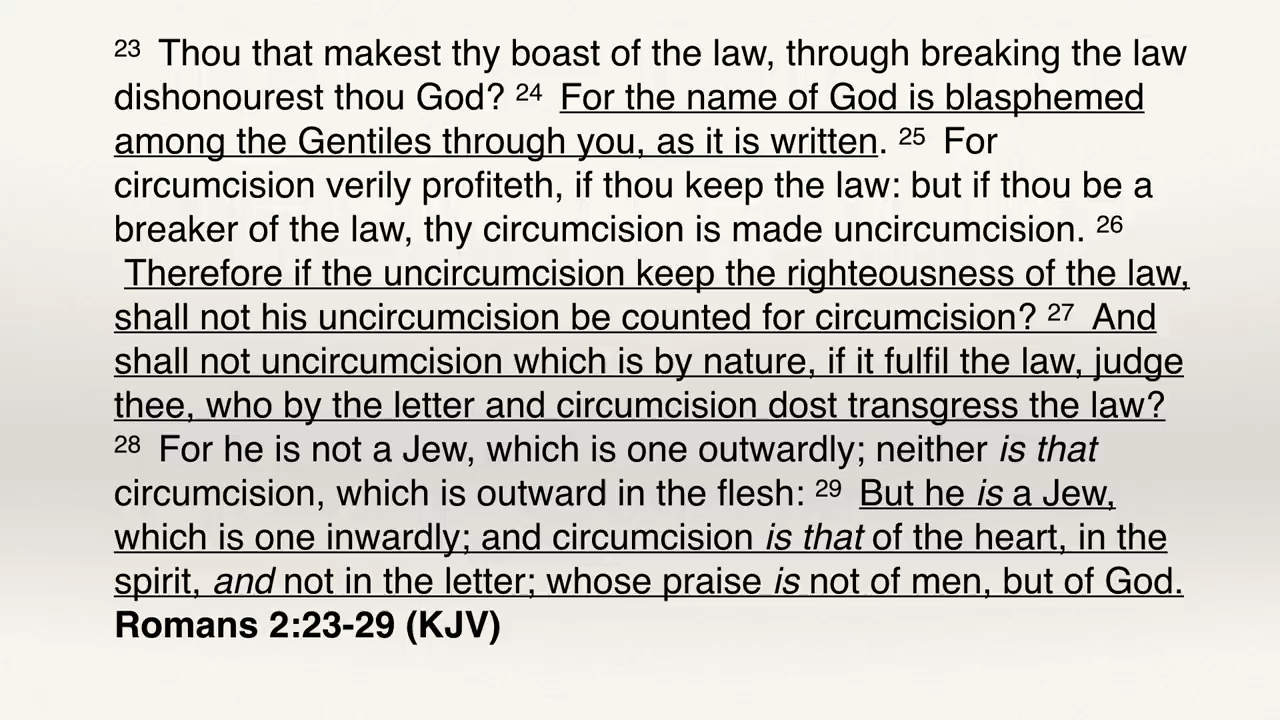 23 Thou that makest thy boast of the law, through breaking the law
dishonourest thou God? 24 For the name of God is blasphemed
among the Gentiles through you, as it is written. 25 For
circumcision verily profiteth, if thou keep the law: but if thou be a
breaker of the law, thy circumcision is made uncircumcision. 26
Therefore if the uncircumcision keep the righteousness of the law,
shall not his uncircumcision be counted for circumcision? 27 And
shall not uncircumcision which is by nature, if it fulfil the law, judge
thee, who by the letter and circumcision dost transgress the law?
28 For he is not a Jew, which is one outwardly; neither is that
circumcision, which is outward in the flesh: 29 But he is a Jew,
which is one inwardly; and circumcision is that of the heart, in the
spirit, and not in the letter; whose praise is not of men, but of God.
Romans 2:23-29 (KJV)